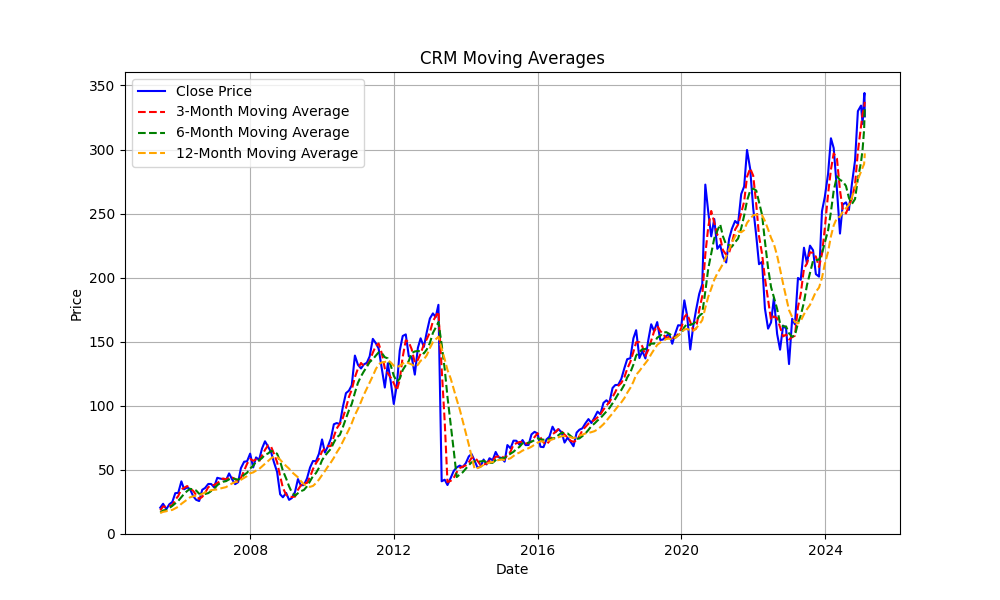 CRM Moving Averages
Close Price
3-Month Moving Average
6-Month Moving Average
12-Month Moving Average
350
300
250
200
150
100
50
0
Price
2008 2012 2016 2020 2024
Date